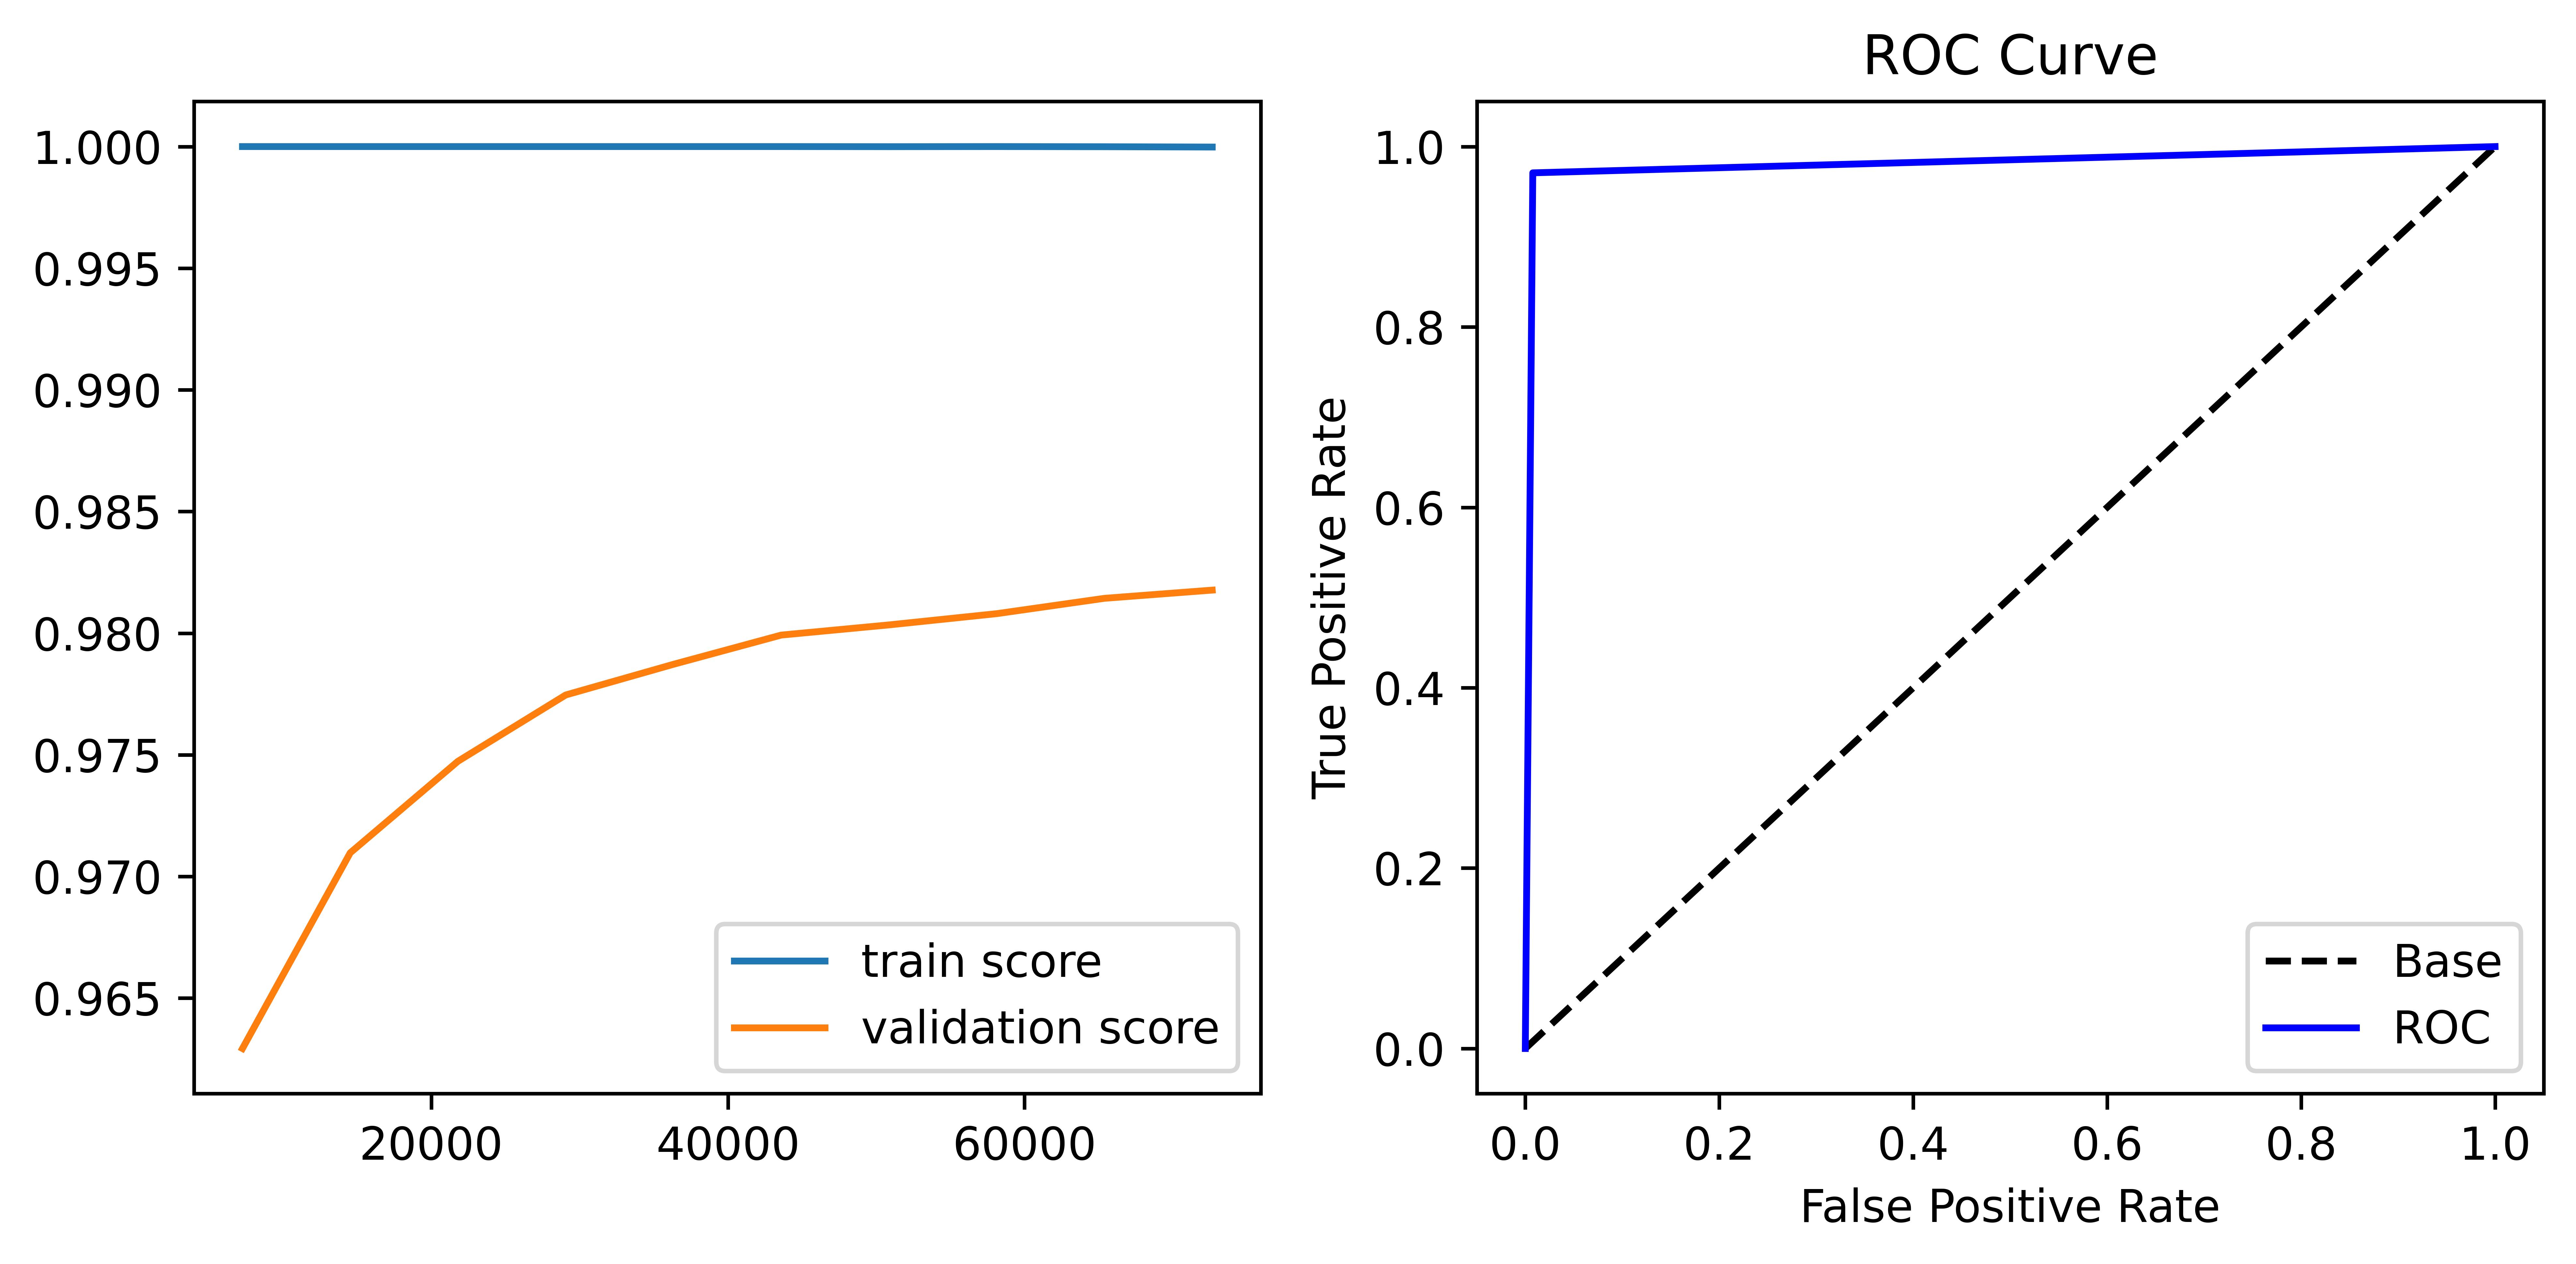 1.000
0.995
0.990
0.985
0.980
0.975
0.970
0.965
20000 40000 60000
train score
validation score
ROC Curve
True Positive Rate
1.0
0.8
0.6
0.4
0.2
0.0
0.0 0.2 0.4 0.6 0.8 1.0
False Positive Rate
Base
ROC